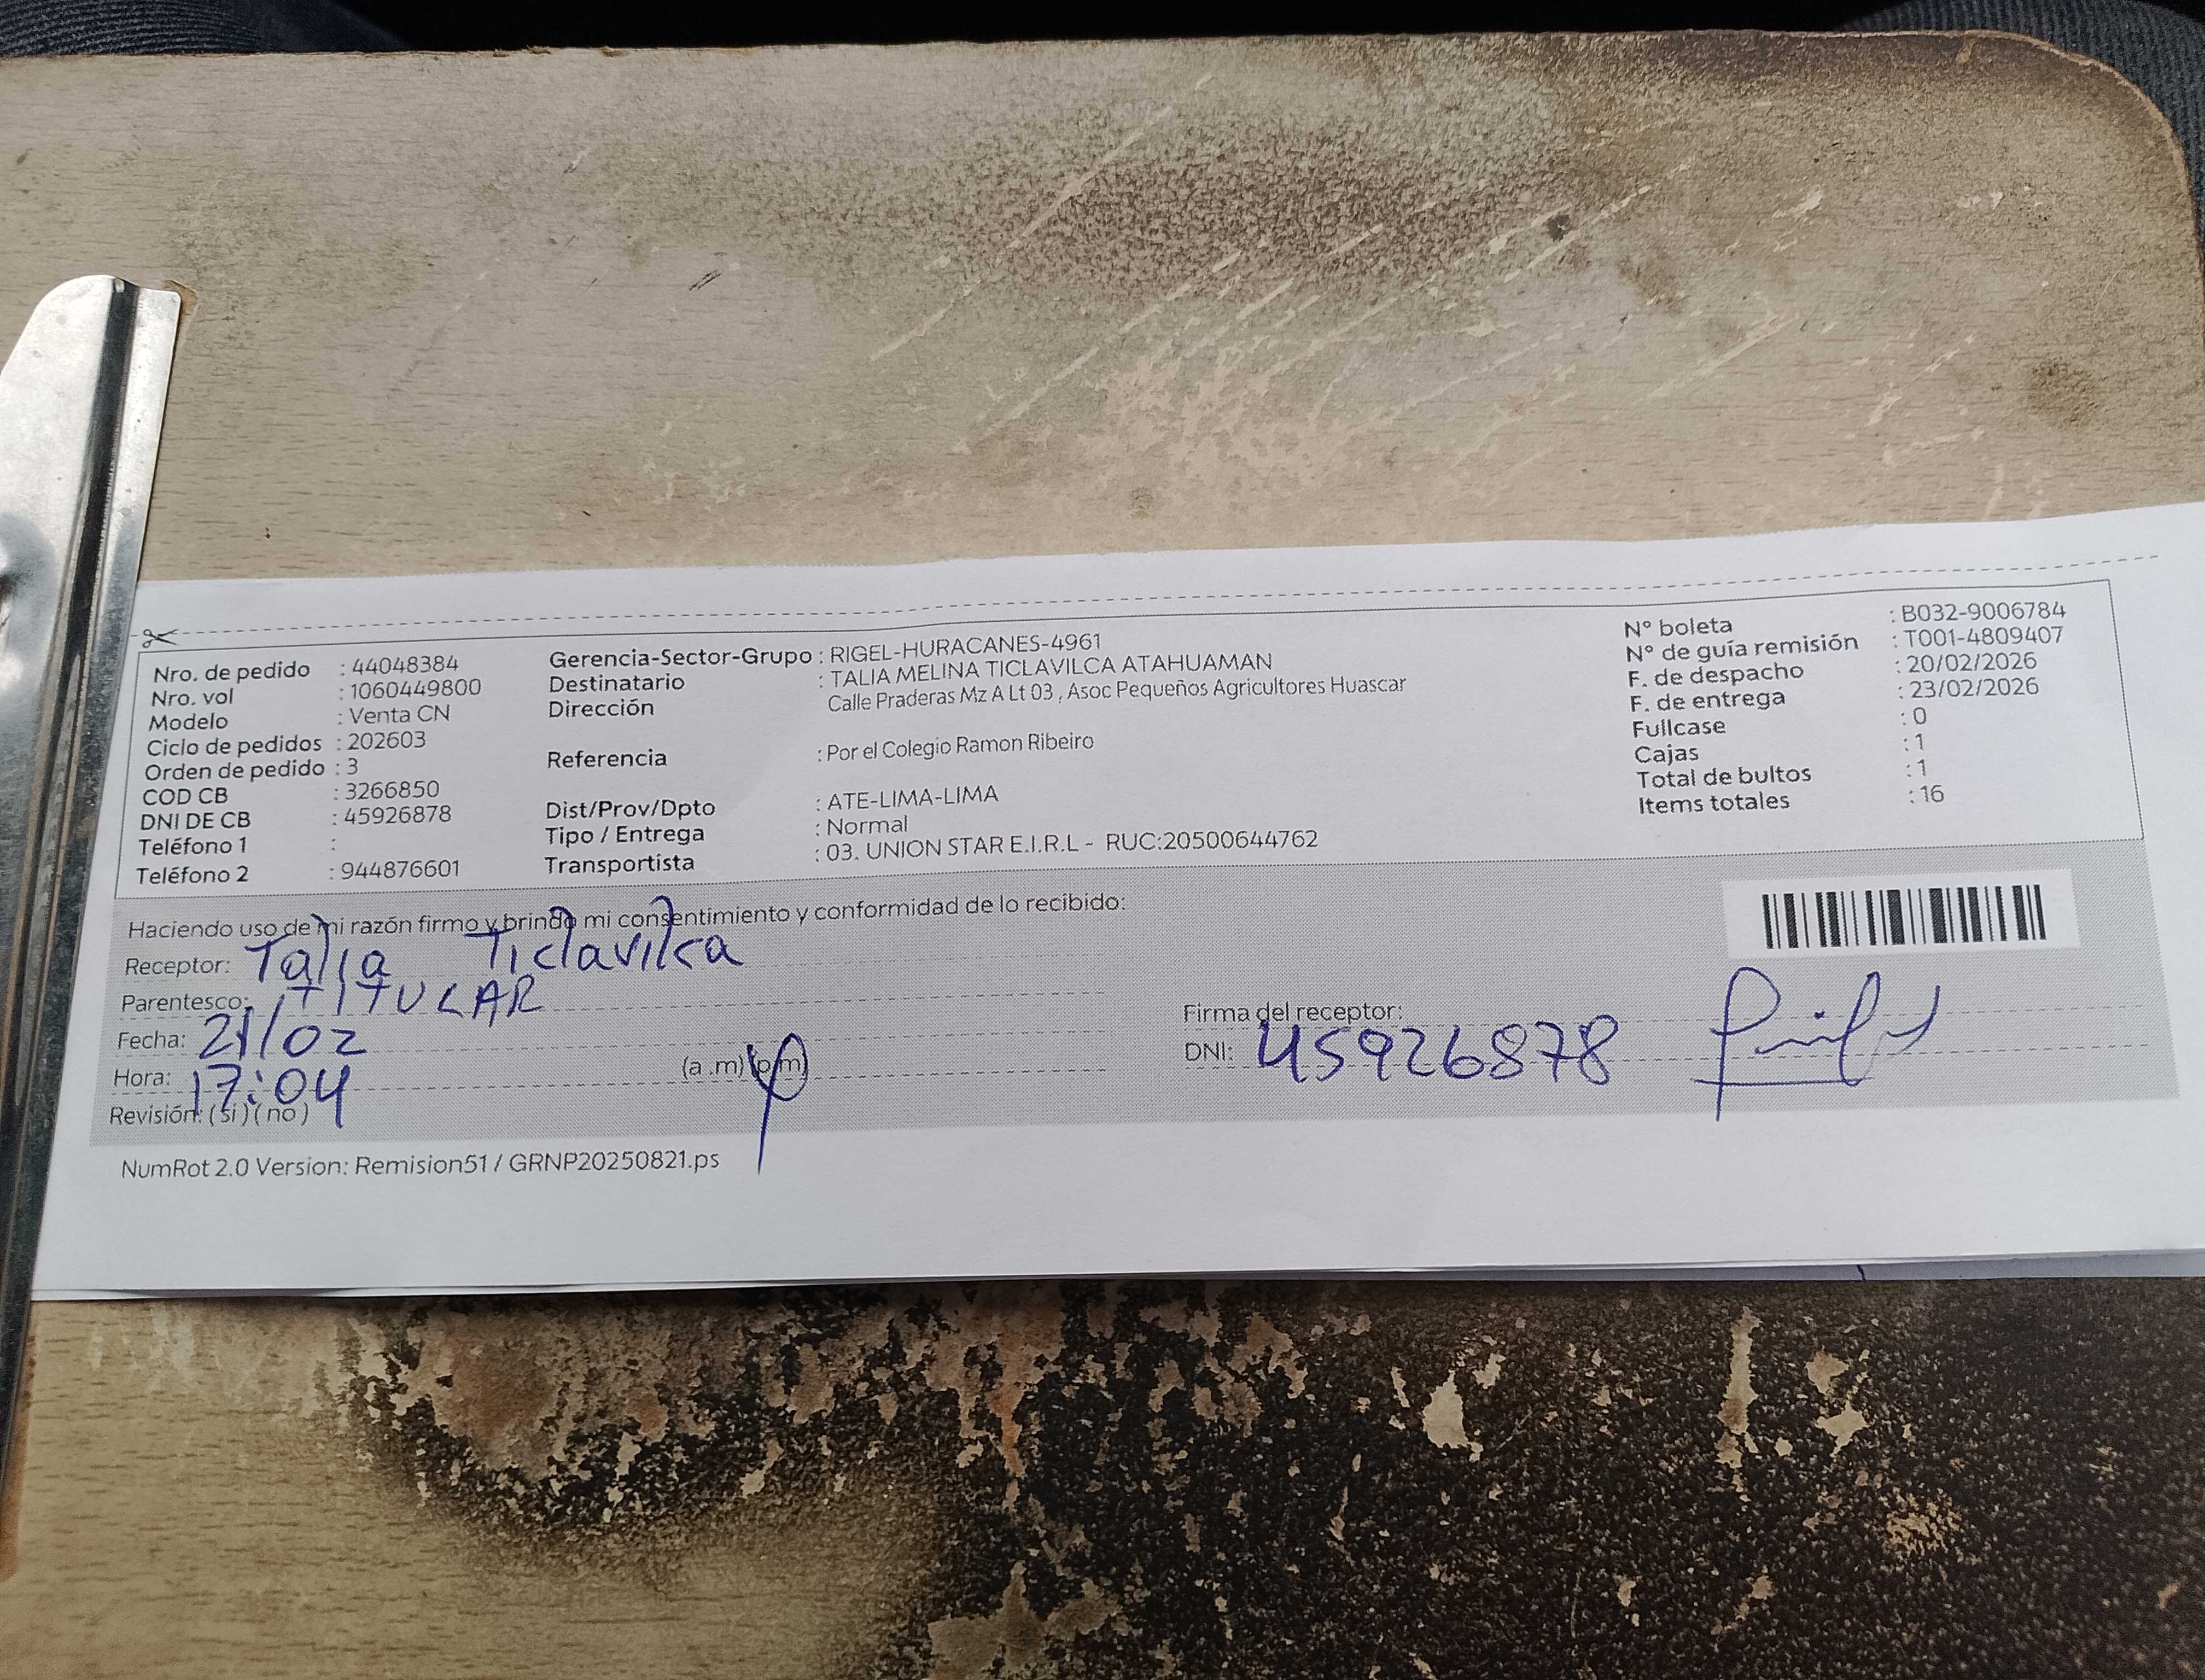 Nro. de pedido : 44048384
Nro. vol : 1060449800
Modelo : Venta CN
Ciclo de pedidos : 202603
Orden de pedido : 3
COD CB : 3266850
DNI DE CB : 45926878
Teléfono 1 :
Teléfono 2 : 944876601
Gerencia-Sector-Grupo : RIGEL-HURACANES-4961
Destinatario : TALIA MELINA TICLAVILCA ATAHUAMAN
Dirección Calle Praderas Mz A Lt 03 , Asoc Pequeños Agricultores Huascar
Referencia : Por el Colegio Ramon Ribeiro
Dist/Prov/Dpto : ATE-LIMA-LIMA
Tipo / Entrega : Normal
Transportista : 03. UNION STAR E.I.R.L - RUC:20500644762
N° boleta : B032-9006784
N° de guía remisión : T001-4809407
F. de despacho : 20/02/2026
F. de entrega : 23/02/2026
Fullcase : 0
Cajas : 1
Total de bultos : 1
Items totales : 16
Haciendo uso de mi razón firmo y brindo mi consentimiento y conformidad de lo recibido:
Receptor: Talia Ticlavilca
Parentesco: TITULAR
Fecha: 21/02
Hora: 17:04 (a .m) (p.m)
Revisión: ( si ) ( no )
Firma del receptor:
DNI: 45926878
NumRot 2.0 Version: Remision51 / GRNP20250821.ps